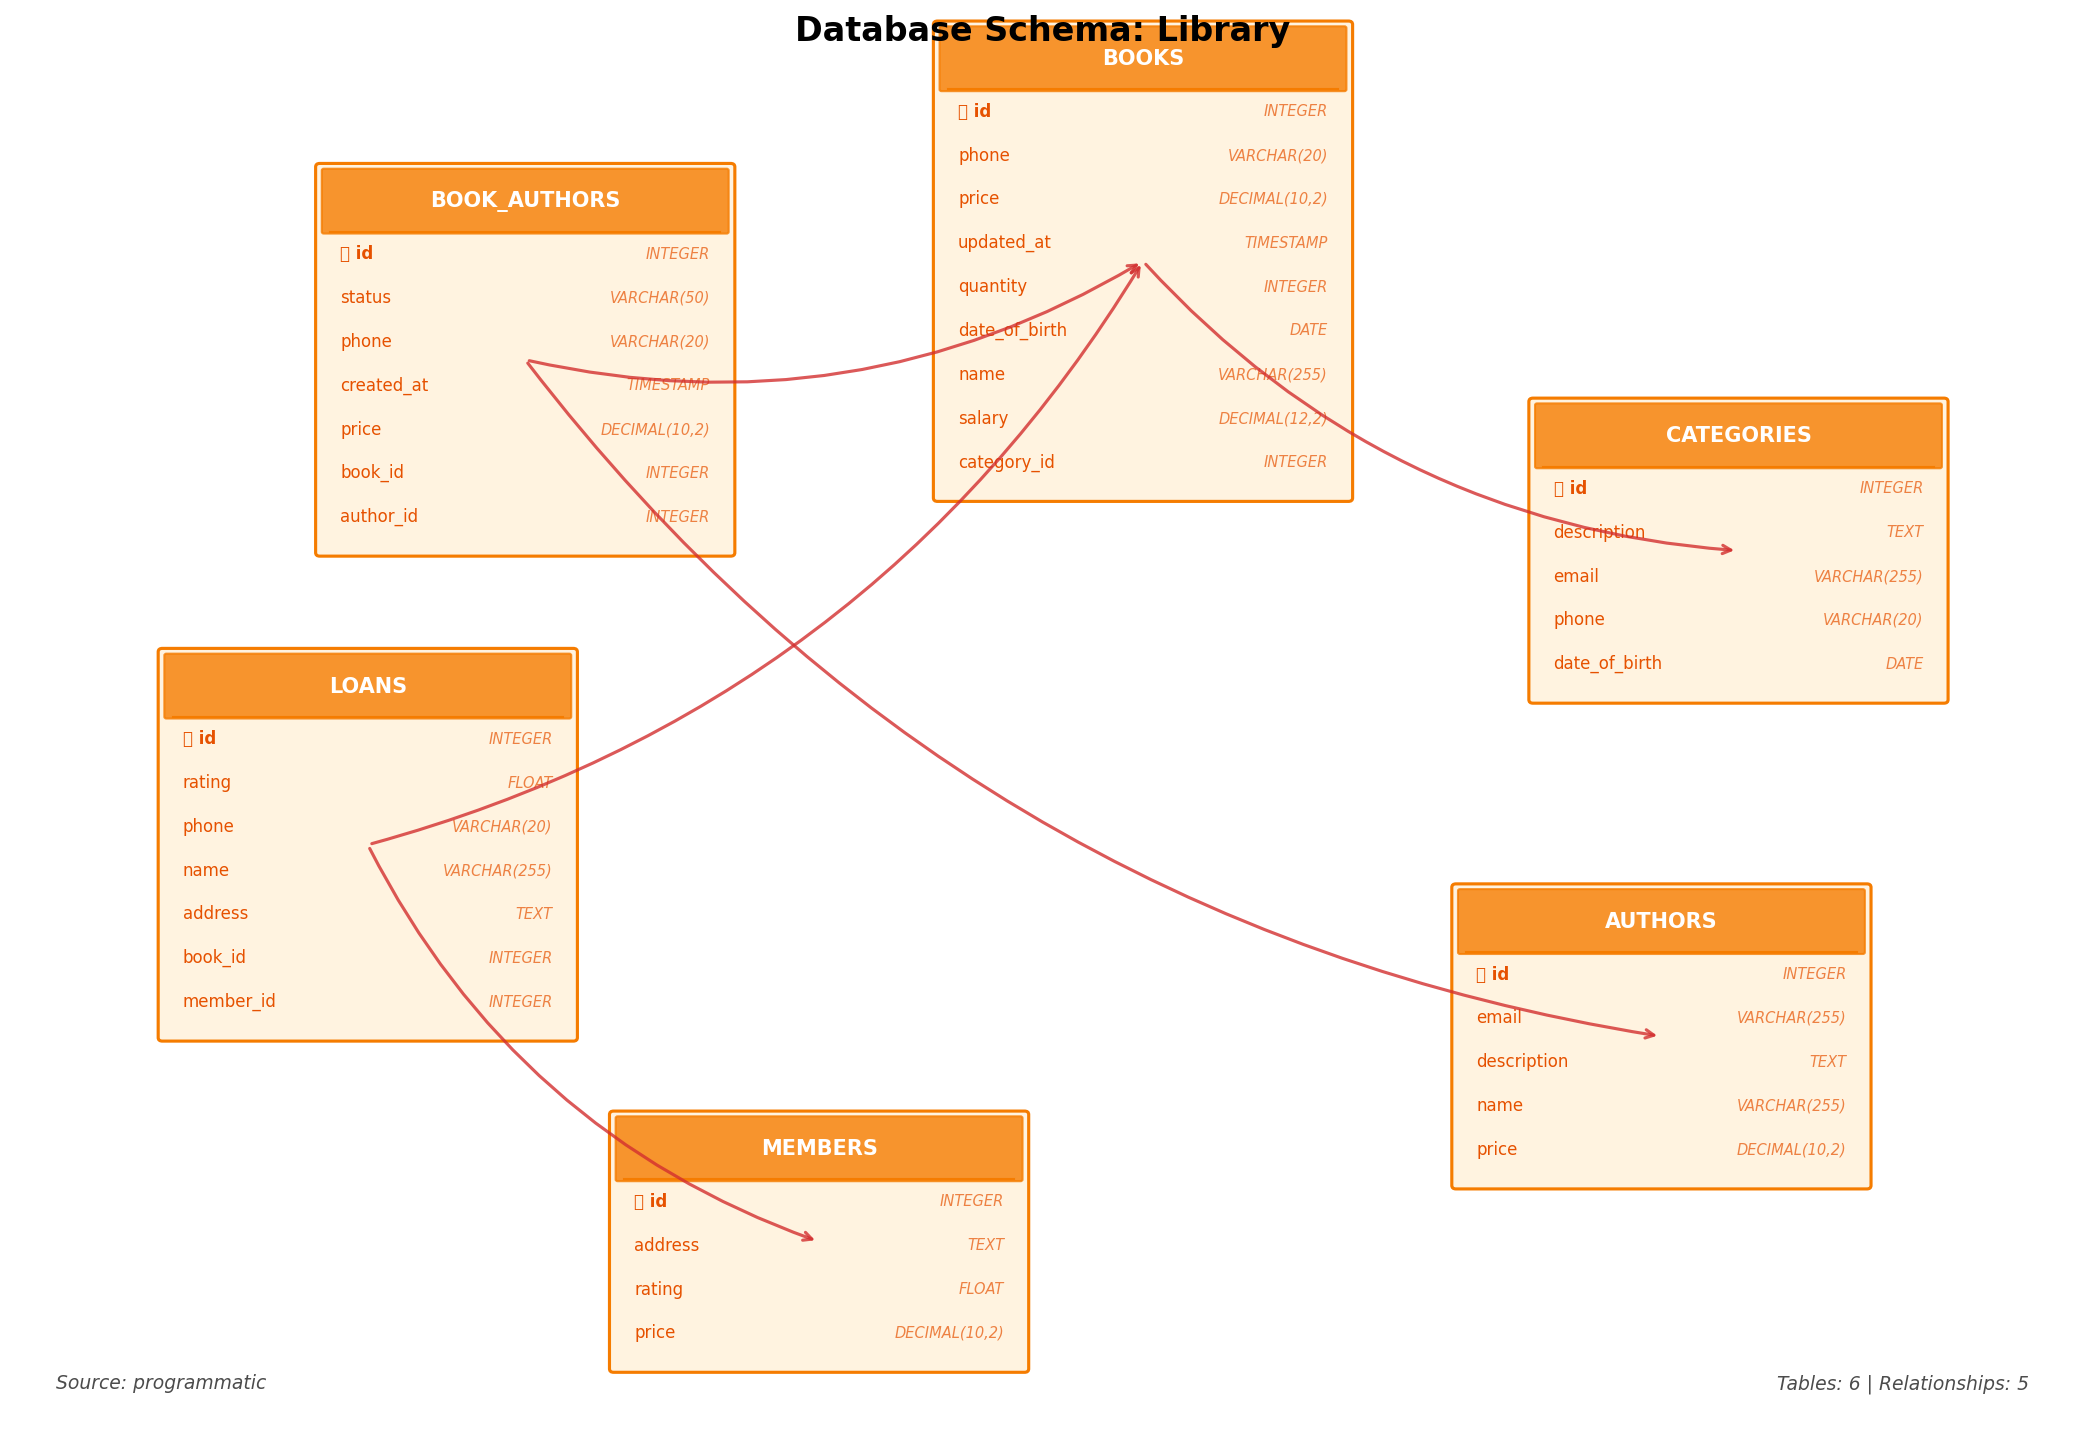 Database Schema: Library
BOOKS
id INTEGER
phone VARCHAR(20)
price DECIMAL(10,2)
updated_at TIMESTAMP
quantity INTEGER
date_of_birth DATE
name VARCHAR(255)
salary DECIMAL(12,2)
category_id INTEGER
BOOK_AUTHORS
id INTEGER
status VARCHAR(50)
phone VARCHAR(20)
created_at TIMESTAMP
price DECIMAL(10,2)
book_id INTEGER
author_id INTEGER
CATEGORIES
id INTEGER
description TEXT
email VARCHAR(255)
phone VARCHAR(20)
date_of_birth DATE
LOANS
id INTEGER
rating FLOAT
phone VARCHAR(20)
name VARCHAR(255)
address TEXT
book_id INTEGER
member_id INTEGER
AUTHORS
id INTEGER
email VARCHAR(255)
description TEXT
name VARCHAR(255)
price DECIMAL(10,2)
MEMBERS
id INTEGER
address TEXT
rating FLOAT
price DECIMAL(10,2)
Source: programmatic
Tables: 6 | Relationships: 5